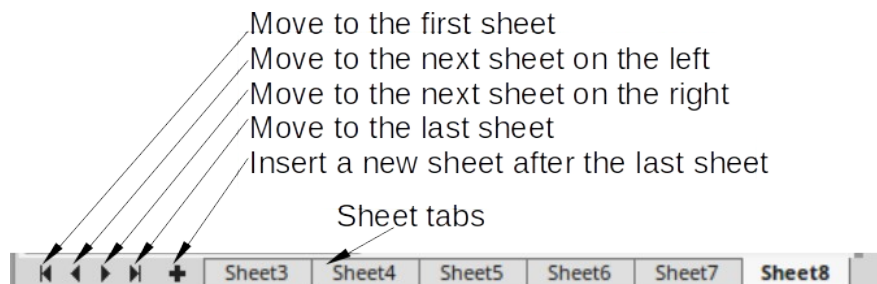 Move to the first sheet
Move to the next sheet on the left
Move to the next sheet on the right
Move to the last sheet
Insert a new sheet after the last sheet
Sheet tabs
Sheet3 Sheet4 Sheet5 Sheet6 Sheet7 Sheet8